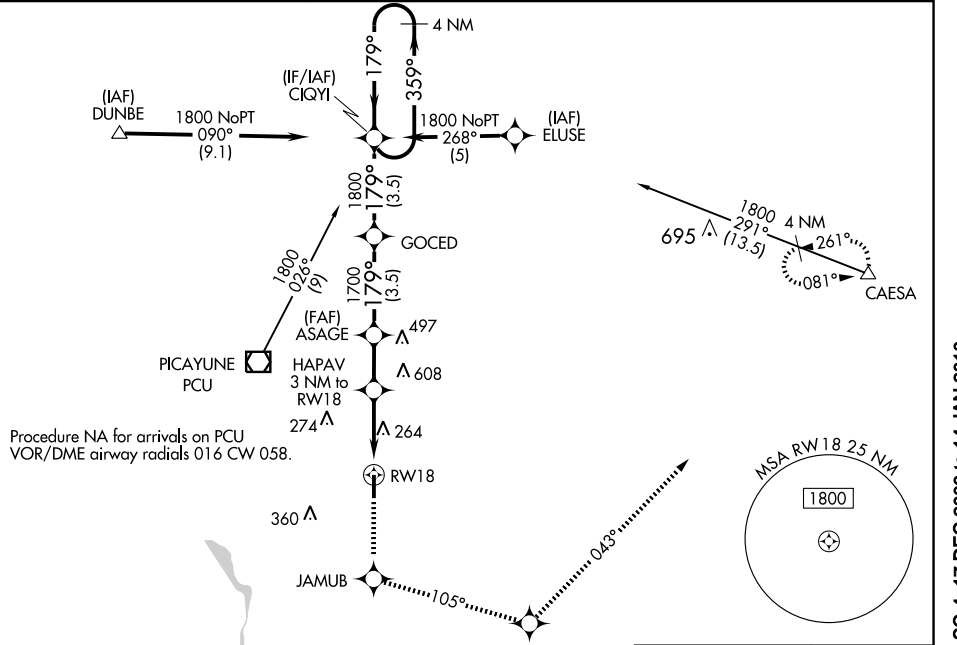 4 NM
179°
359°
(IF/IAF)
CIQYI
(IAF)
DUNBE
1800 NoPT
090°
(9.1)
1800 NoPT
268°
(5)
(IAF)
ELUSE
1800
179°
(3.5)
GOCED
1800
291°
(13.5)
4 NM
695
261°
081°
CAESA
1800
026°
(9)
1700
179°
(3.5)
(FAF)
ASAGE
497
PICAYUNE
PCU
HAPAV
3 NM to
RW18
608
274
264
Procedure NA for arrivals on PCU
VOR/DME airway radials 016 CW 058.
RW18
MSA RW18 25 NM
1800
360
043°
JAMUB
105°